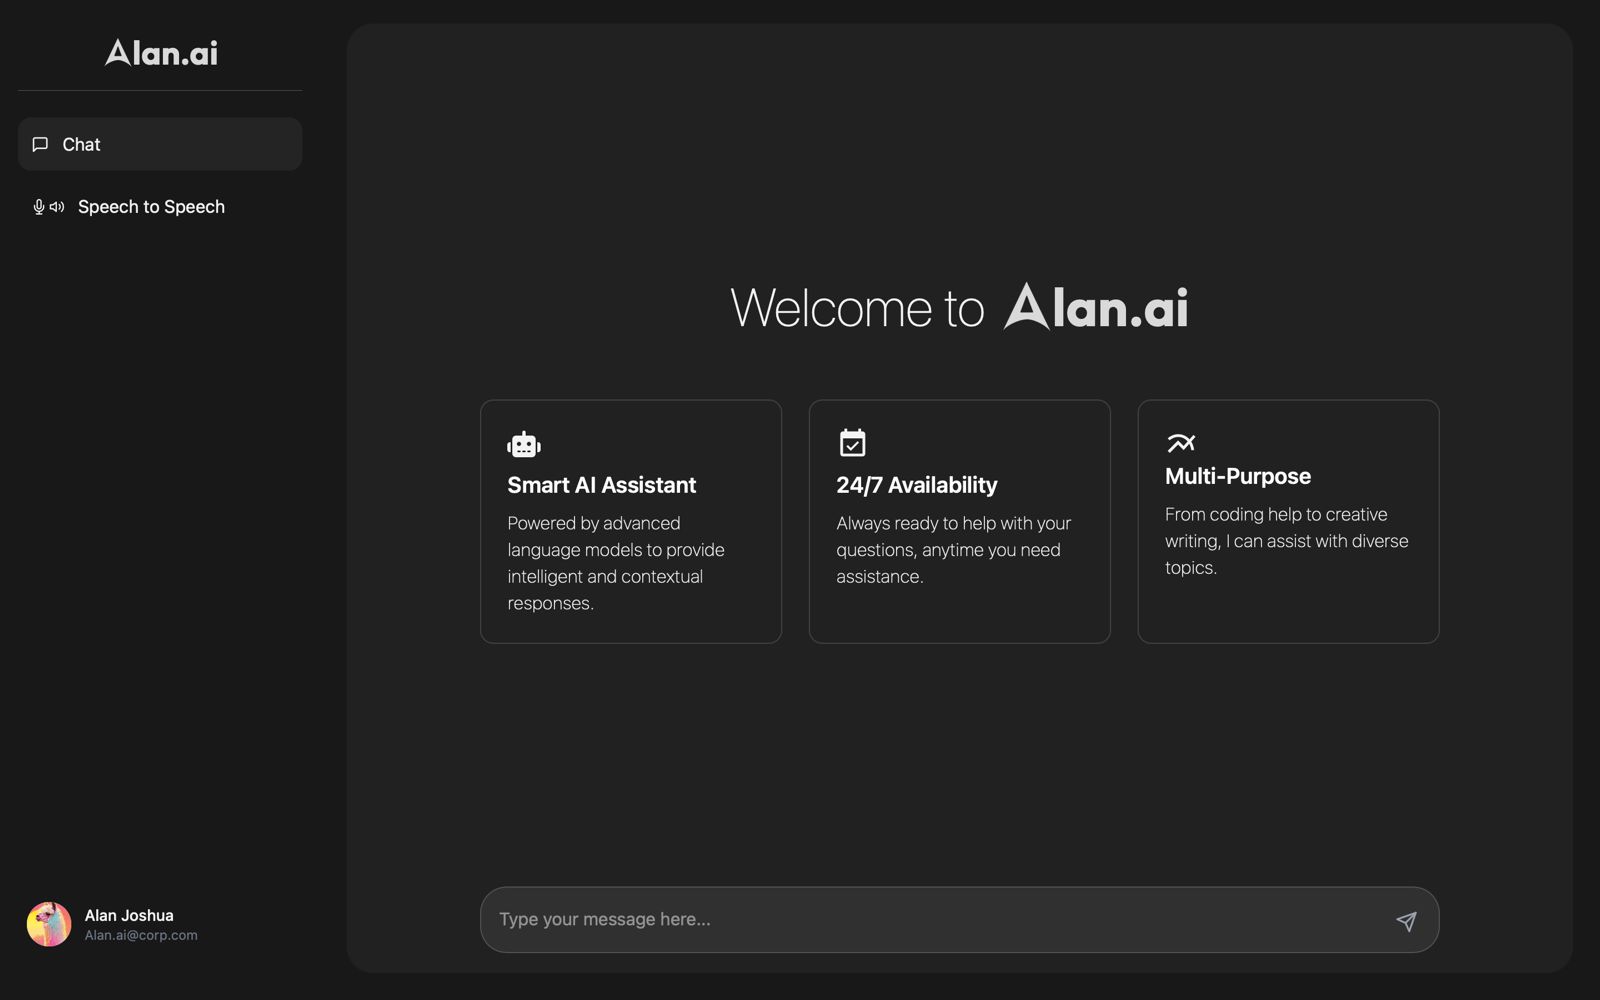 Alan.ai
Chat
Speech to Speech
Welcome to Alan.ai
Smart AI Assistant
Powered by advanced
language models to provide
intelligent and contextual
responses.
24/7 Availability
Always ready to help with your
questions, anytime you need
assistance.
Multi-Purpose
From coding help to creative
writing, I can assist with diverse
topics.
Type your message here...
Alan Joshua
Alan.ai@corp.com